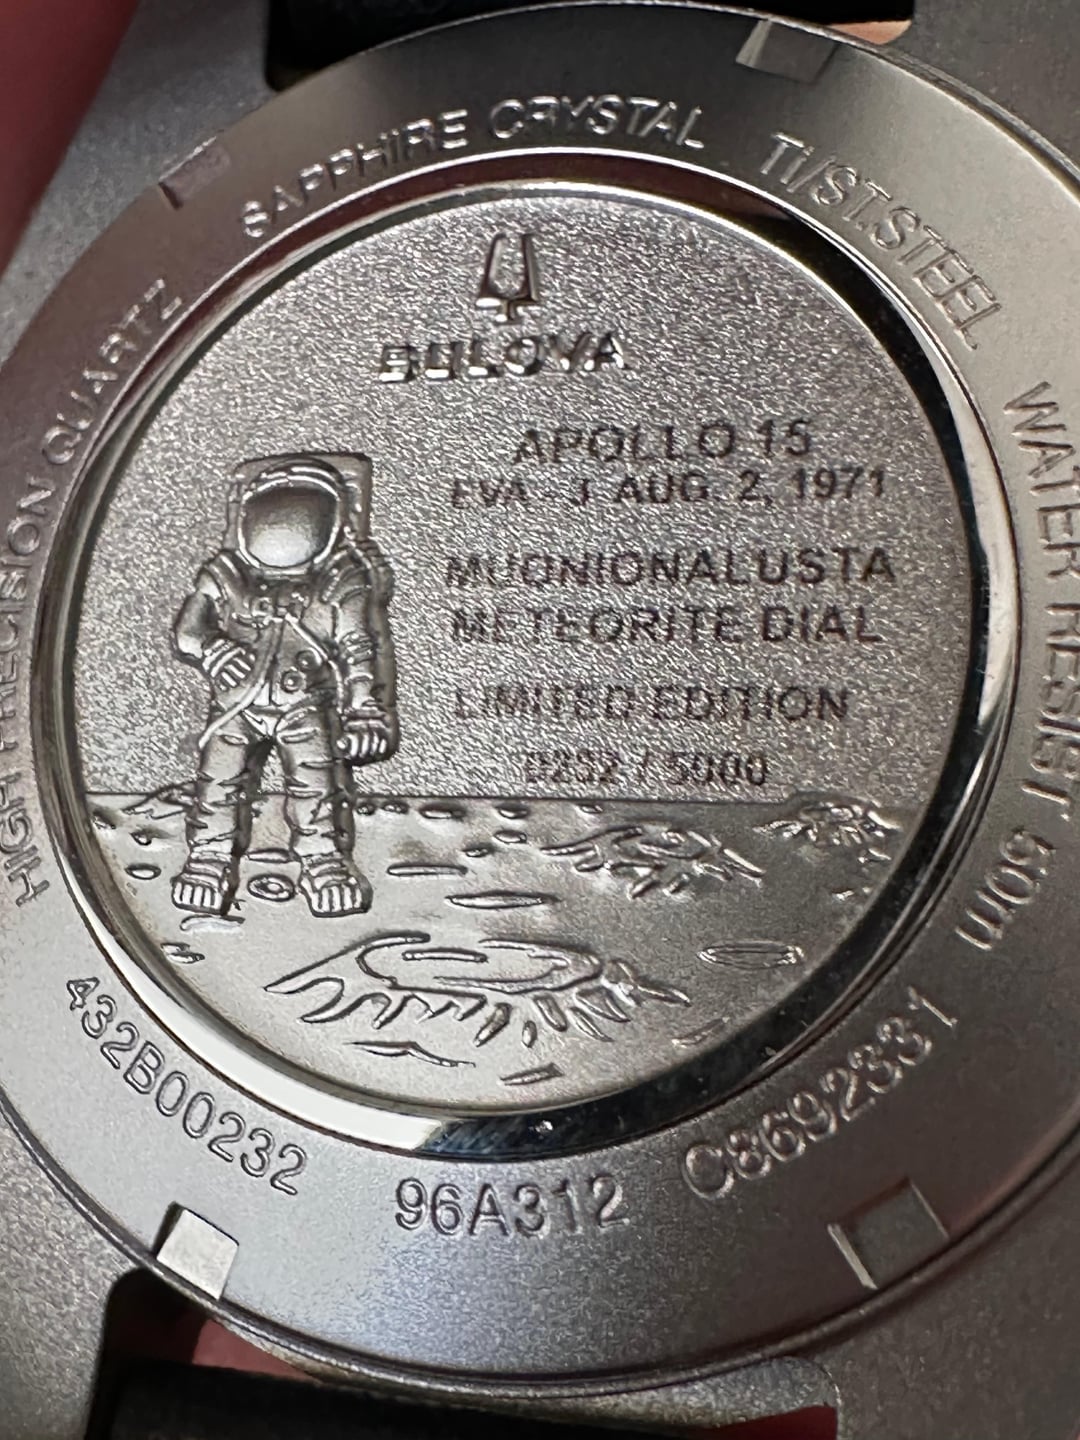 HIGH PRECISION QUARTZ
SAPPHIRE CRYSTAL
TI/ST.STEEL
WATER RESIST 50m
BULOVA
APOLLO 15
EVA - 3 AUG. 2, 1971
MUONIONALUSTA
METEORITE DIAL
LIMITED EDITION
0232 / 5000
432B00232
96A312
C8692331